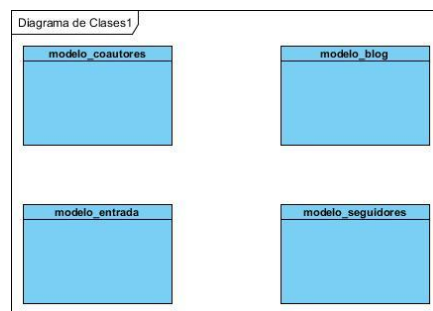 Diagrama de Clases1
modelo_coautores
modelo_blog
modelo_entrada
modelo_seguidores